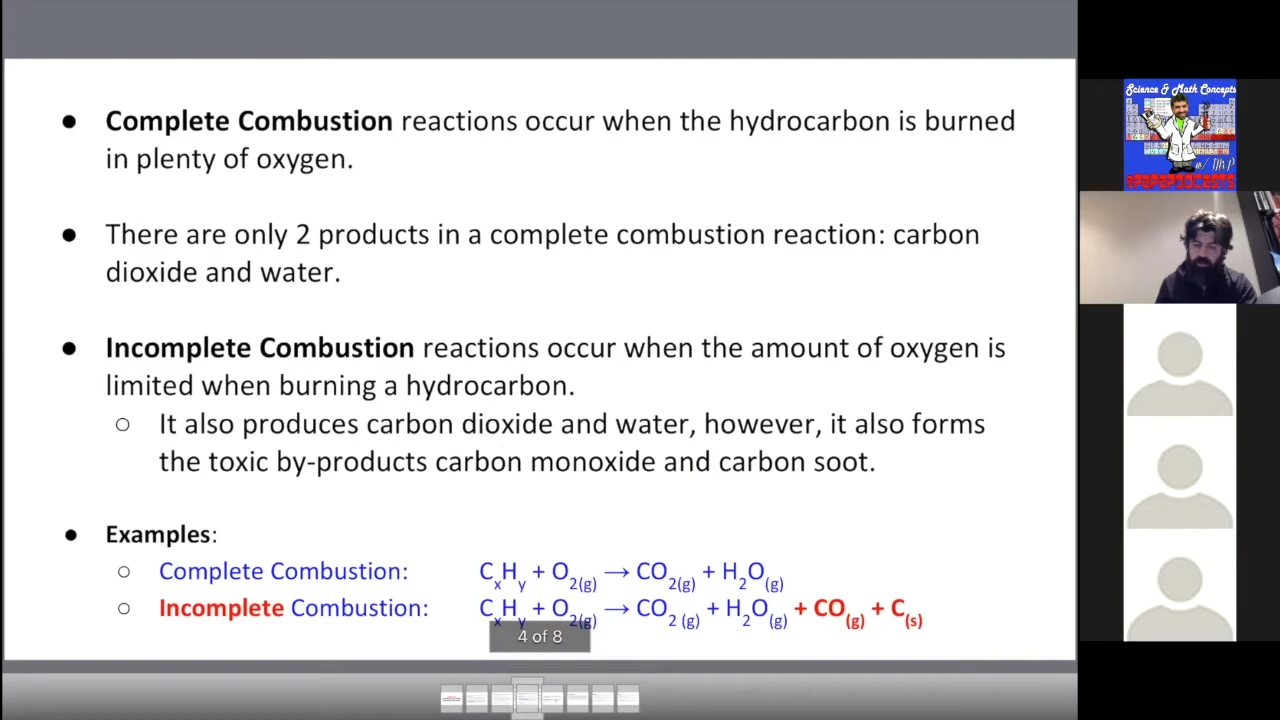 ● Complete Combustion reactions occur when the hydrocarbon is burned
in plenty of oxygen.
● There are only 2 products in a complete combustion reaction: carbon
dioxide and water.
● Incomplete Combustion reactions occur when the amount of oxygen is
limited when burning a hydrocarbon.
○ It also produces carbon dioxide and water, however, it also forms
the toxic by-products carbon monoxide and carbon soot.
● Examples:
○ Complete Combustion: CxHy + O2(g) → CO2(g) + H2O(g)
○ Incomplete Combustion: CxHy + O2(g) → CO2 (g) + H2O(g) + CO(g) + C(s)
4 of 8
Science & Math Concepts
w/ Mr.P